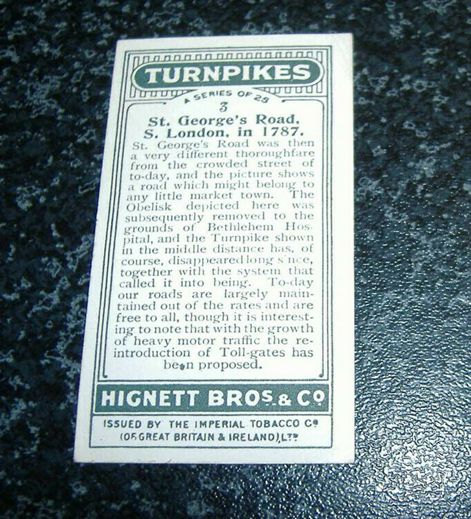 TURNPIKES
A SERIES OF 25
3
St. George's Road,
S. London, in 1787.
St. George's Road was then
a very different thoroughfare
from the crowded street of
to-day, and the picture shows
a road which might belong to
any little market town. The
Obelisk depicted here was
subsequently removed to the
grounds of Bethlehem Hos-
pital, and the Turnpike shown
in the middle distance has, of
course, disappeared long since,
together with the system that
called it into being. To-day
our roads are largely main-
tained out of the rates and are
free to all, though it is interest-
ing to note that with the growth
of heavy motor traffic the re-
introduction of Toll-gates has
been proposed.
HIGNETT BROS. & CO
ISSUED BY THE IMPERIAL TOBACCO CO
(OF GREAT BRITAIN & IRELAND), LTD